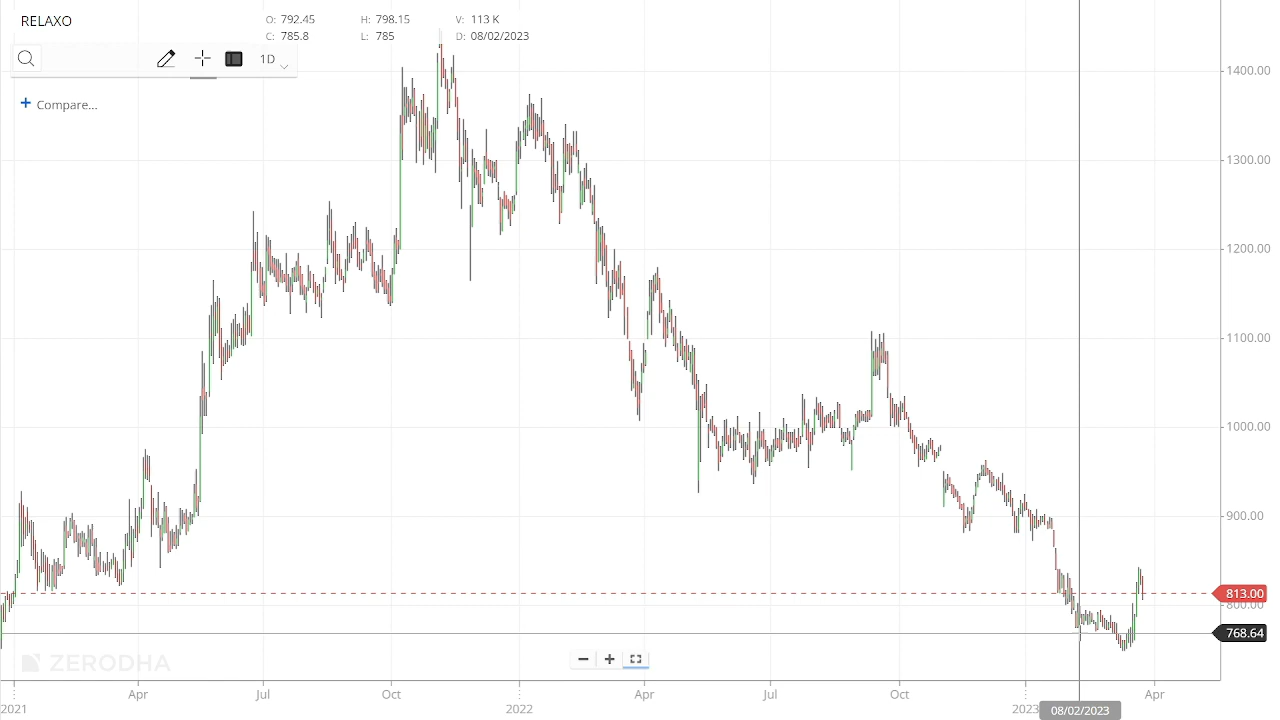 RELAXO
O: 792.45 H: 798.15 V: 113 K
C: 785.8 L: 785 D: 08/02/2023
1D
+ Compare...
1400.00
1300.00
1200.00
1100.00
1000.00
900.00
813.00
800.00
768.64
ZERODHA
Apr Jul Oct Apr Jul Oct Apr
2021 2022 2023 08/02/2023